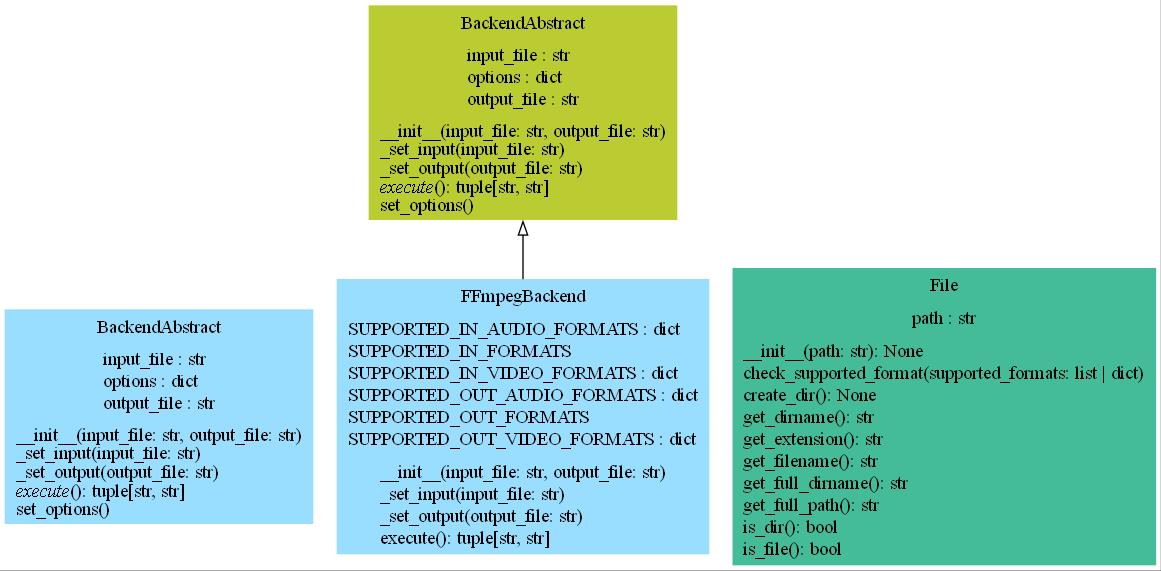 BackendAbstract
input_file : str
options : dict
output_file : str
__init__(input_file: str, output_file: str)
_set_input(input_file: str)
_set_output(output_file: str)
execute(): tuple[str, str]
set_options()
BackendAbstract
input_file : str
options : dict
output_file : str
__init__(input_file: str, output_file: str)
_set_input(input_file: str)
_set_output(output_file: str)
execute(): tuple[str, str]
set_options()
FFmpegBackend
SUPPORTED_IN_AUDIO_FORMATS : dict
SUPPORTED_IN_FORMATS
SUPPORTED_IN_VIDEO_FORMATS : dict
SUPPORTED_OUT_AUDIO_FORMATS : dict
SUPPORTED_OUT_FORMATS
SUPPORTED_OUT_VIDEO_FORMATS : dict
__init__(input_file: str, output_file: str)
_set_input(input_file: str)
_set_output(output_file: str)
execute(): tuple[str, str]
File
path : str
__init__(path: str): None
check_supported_format(supported_formats: list | dict)
create_dir(): None
get_dirname(): str
get_extension(): str
get_filename(): str
get_full_dirname(): str
get_full_path(): str
is_dir(): bool
is_file(): bool